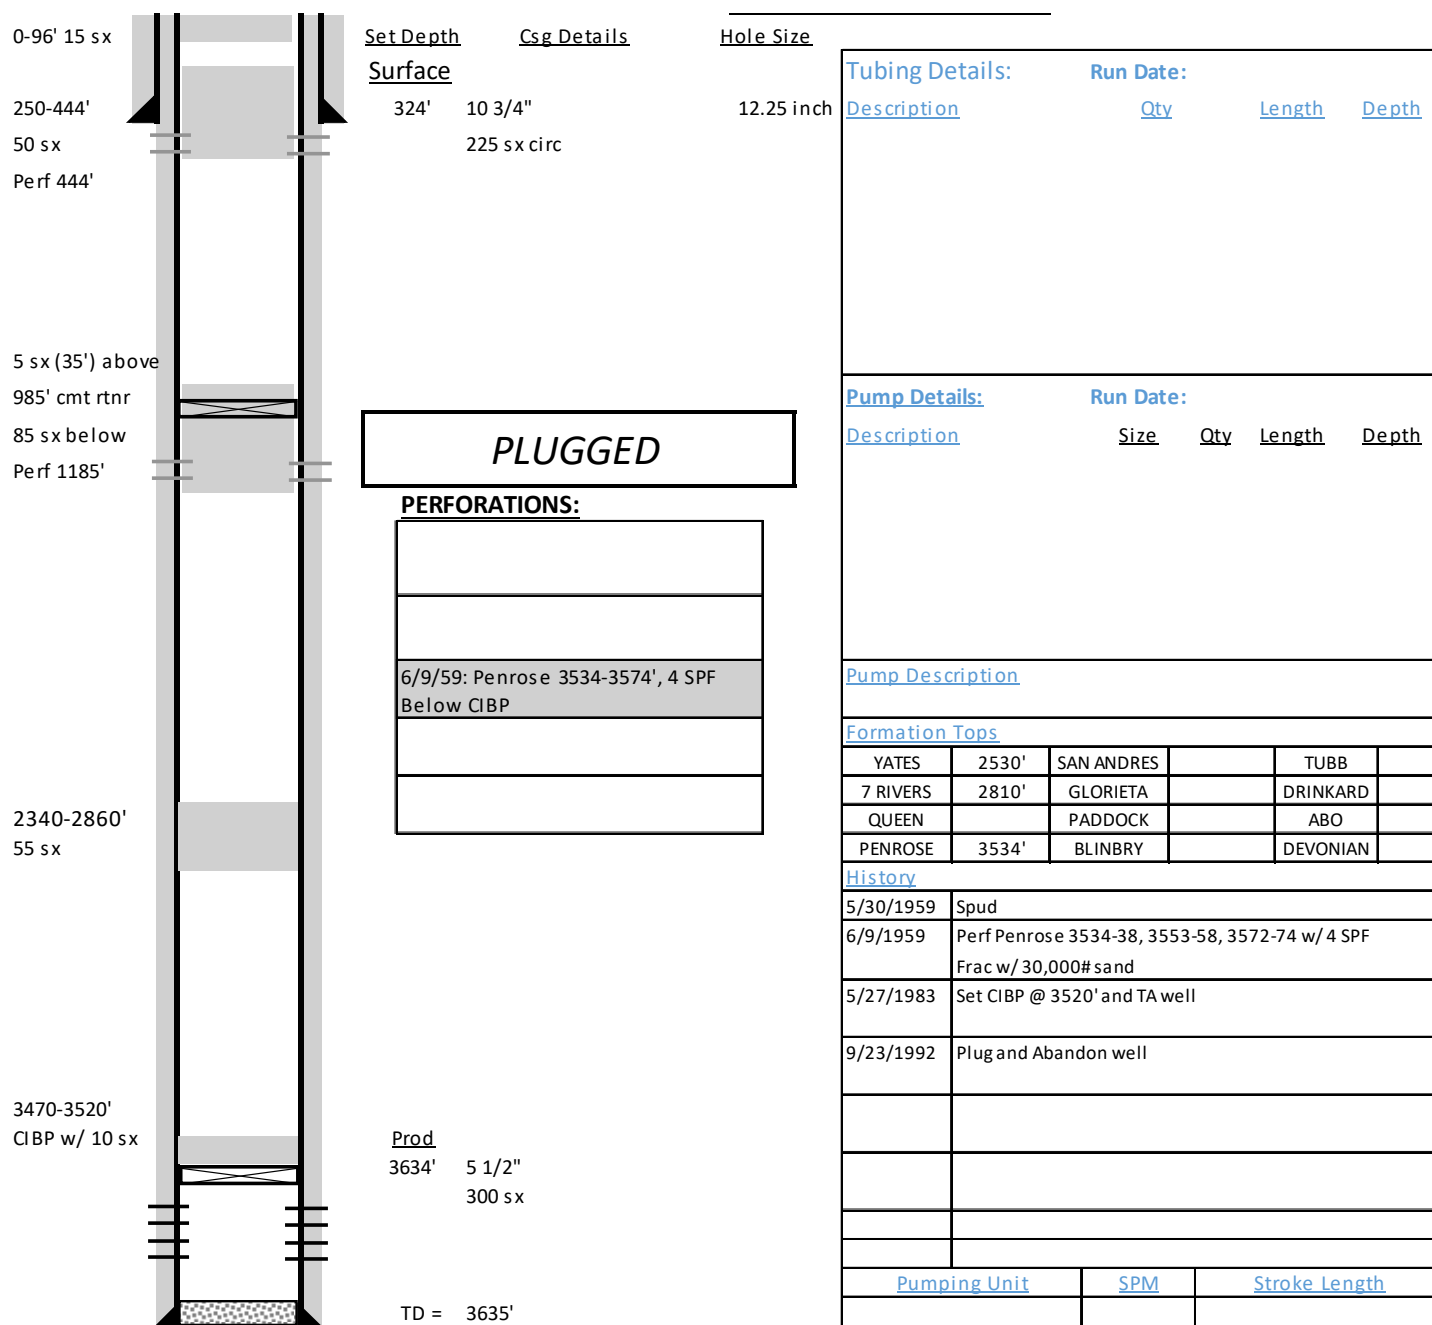 0-96' 15 sx
Set Depth Csg Details Hole Size
Surface
324' 10 3/4" 12.25 inch
225 sx circ
250-444'
50 sx
Perf 444'
5 sx (35') above
985' cmt rtnr
85 sx below
Perf 1185'
PLUGGED
PERFORATIONS:
6/9/59: Penrose 3534-3574', 4 SPF
Below CIBP
2340-2860'
55 sx
3470-3520'
CIBP w/ 10 sx
Prod
3634' 5 1/2"
300 sx
TD = 3635'
Tubing Details: Run Date:
Description Qty Length Depth
Pump Details: Run Date:
Description Size Qty Length Depth
Pump Description
Formation Tops
YATES 2530' SAN ANDRES TUBB
7 RIVERS 2810' GLORIETA DRINKARD
QUEEN PADDOCK ABO
PENROSE 3534' BLINBRY DEVONIAN
History
5/30/1959 Spud
6/9/1959 Perf Penrose 3534-38, 3553-58, 3572-74 w/ 4 SPF
Frac w/ 30,000# sand
5/27/1983 Set CIBP @ 3520' and TA well
9/23/1992 Plug and Abandon well
Pumping Unit SPM Stroke Length